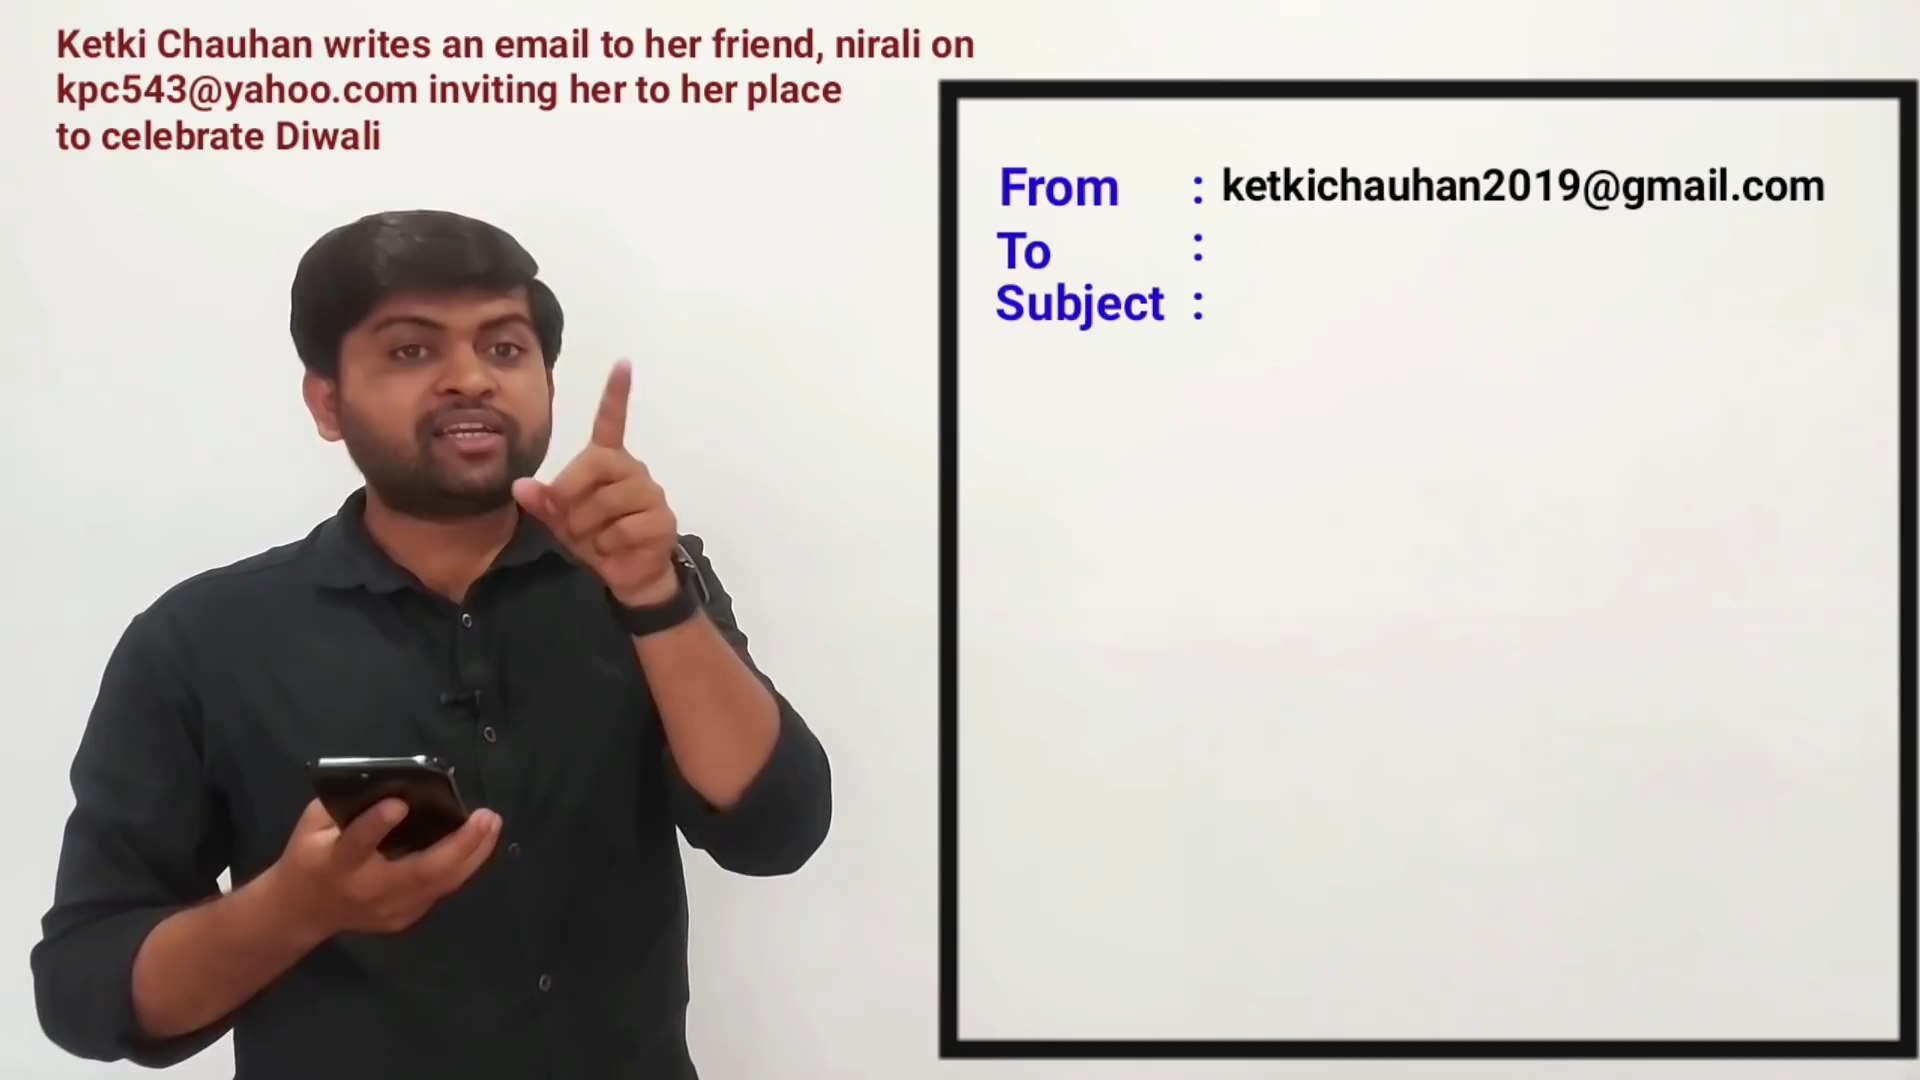 Ketki Chauhan writes an email to her friend, nirali on
kpc543@yahoo.com inviting her to her place
to celebrate Diwali
From : ketkichauhan2019@gmail.com
To :
Subject :